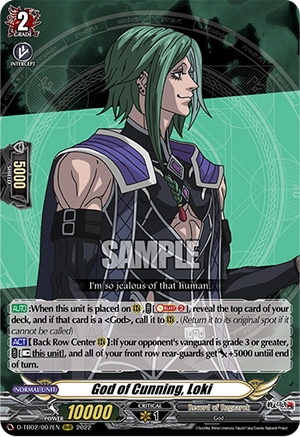 2
GRADE
INTERCEPT
5000
SHIELD
SAMPLE
I'm so jealous of that human.
AUTO:When this unit is placed on , reveal the top card of your
deck, and if that card is a <God>, call it to . (Return it to its original spot if it
cannot be called)
ACT [Back Row Center]:If your opponent's vanguard is grade 3 or greater,
[this unit], and all of your front row rear-guards get +5000 until end
of turn.
NORMAL UNIT
God of Cunning, Loki
D-TB02/007EN RRR 2022
POWER 10000
CRITICAL
1
Record of Ragnarok
God